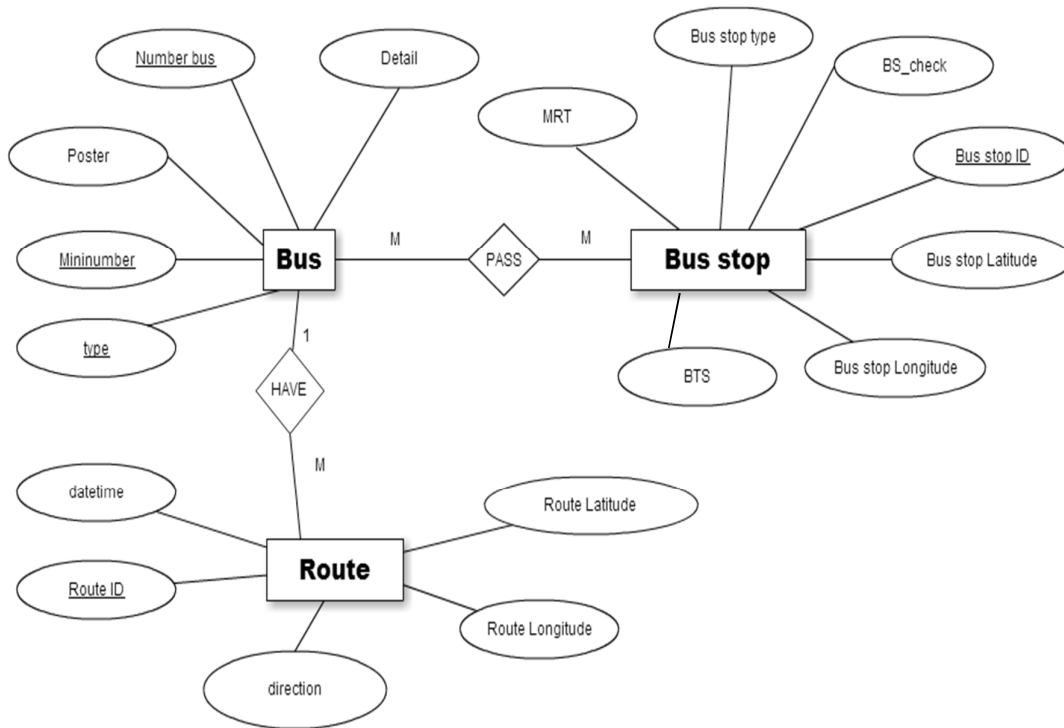 Bus stop type
Number bus
Detail
BS_check
MRT
Poster
Bus stop ID
M
M
Mininumber
Bus
PASS
Bus stop
Bus stop Latitude
1
type
BTS
Bus stop Longitude
HAVE
M
datetime
Route Latitude
Route
Route ID
Route Longitude
direction